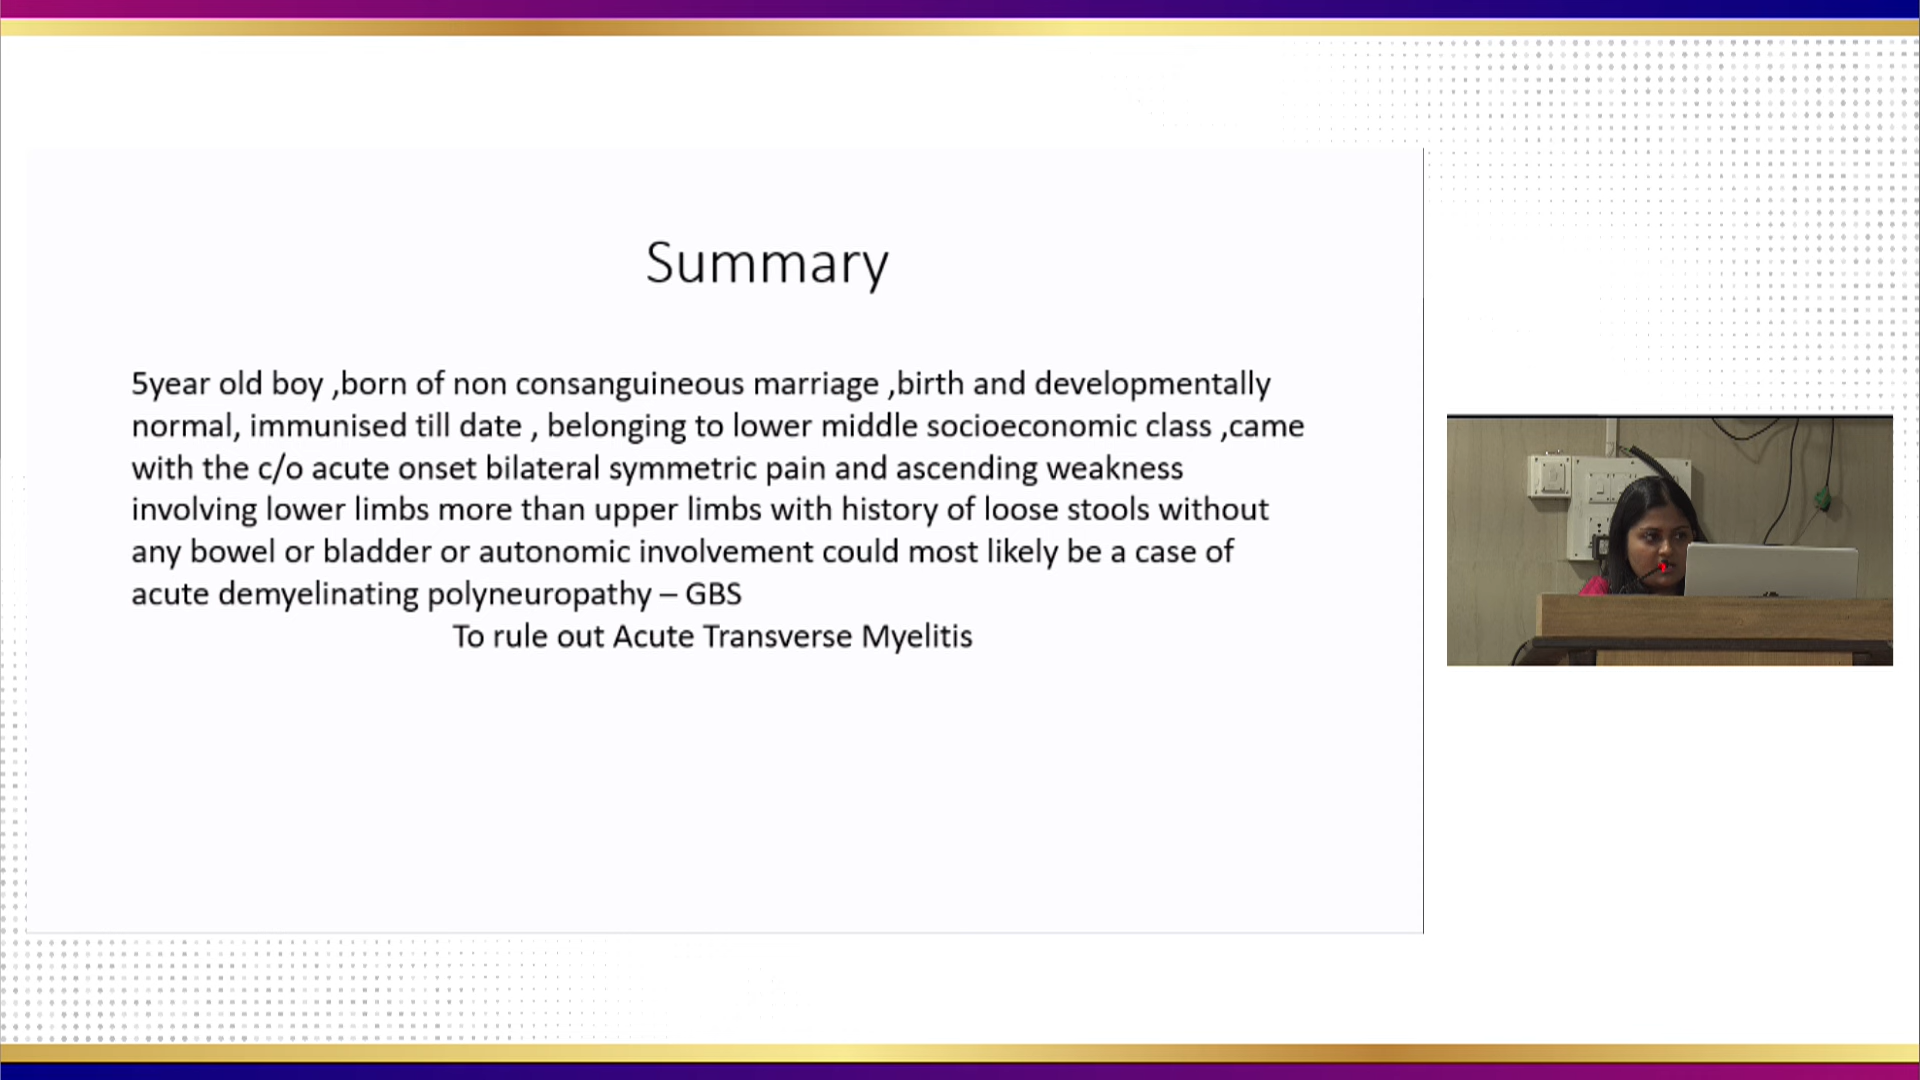 Summary
5year old boy ,born of non consanguineous marriage ,birth and developmentally
normal, immunised till date , belonging to lower middle socioeconomic class ,came
with the c/o acute onset bilateral symmetric pain and ascending weakness
involving lower limbs more than upper limbs with history of loose stools without
any bowel or bladder or autonomic involvement could most likely be a case of
acute demyelinating polyneuropathy – GBS
To rule out Acute Transverse Myelitis